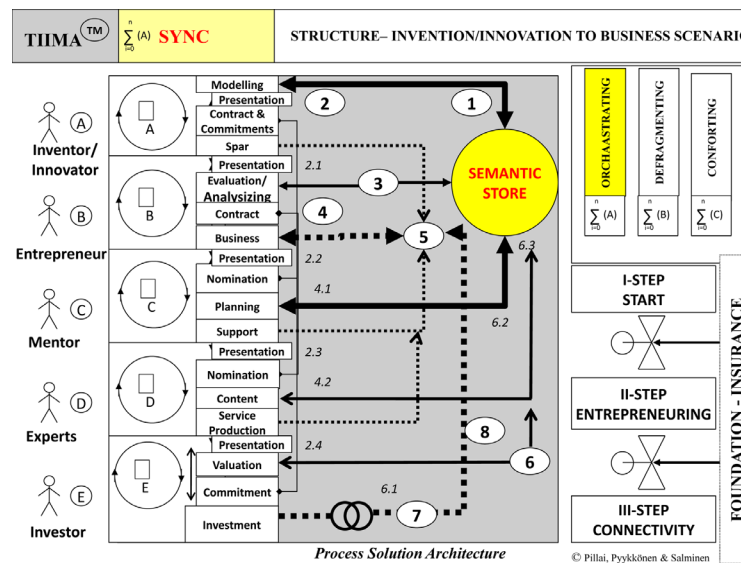 TIIMA TM
n
∑ (A) SYNC
i=0
STRUCTURE– INVENTION/INNOVATION TO BUSINESS SCENARIO
A
Inventor/
Innovator
B
Entrepreneur
C
Mentor
D
Experts
E
Investor
A
B
C
D
E
Modelling
Presentation
Contract &
Commitments
Spar
Presentation
Evaluation/
Analysizing
Contract
Business
Presentation
Nomination
Planning
Support
Presentation
Nomination
Content
Service
Production
Presentation
Valuation
Commitment
Investment
2
1
2.1
3
4
5
2.2
4.1
6.3
6.2
2.3
4.2
8
2.4
6
6.1
7
SEMANTIC
STORE
Process Solution Architecture
ORCHAASTRATING
DEFRAGMENTING
CONFORTING
n
∑ (A)
i=0
n
∑ (B)
i=0
n
∑ (C)
i=0
I-STEP
START
II-STEP
ENTREPRENEURING
III-STEP
CONNECTIVITY
FOUNDATION - INSURANCE
© Pillai, Pyykkönen & Salminen